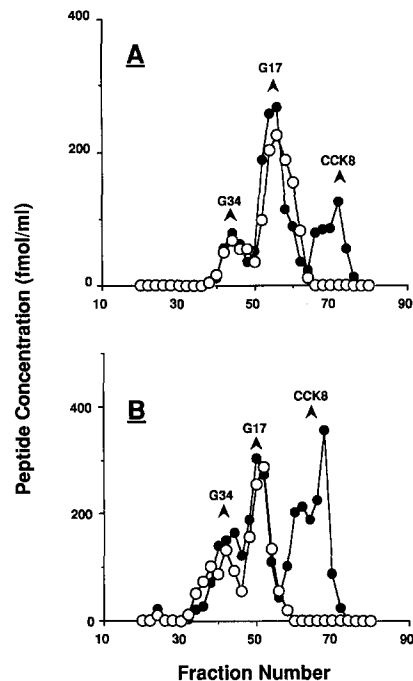 400
A
G17
CCK8
200
G34
0
10 30 50 70 90
Peptide Concentration (fmol/ml)
B
400
G17
CCK8
G34
200
0
10 30 50 70 90
Fraction Number